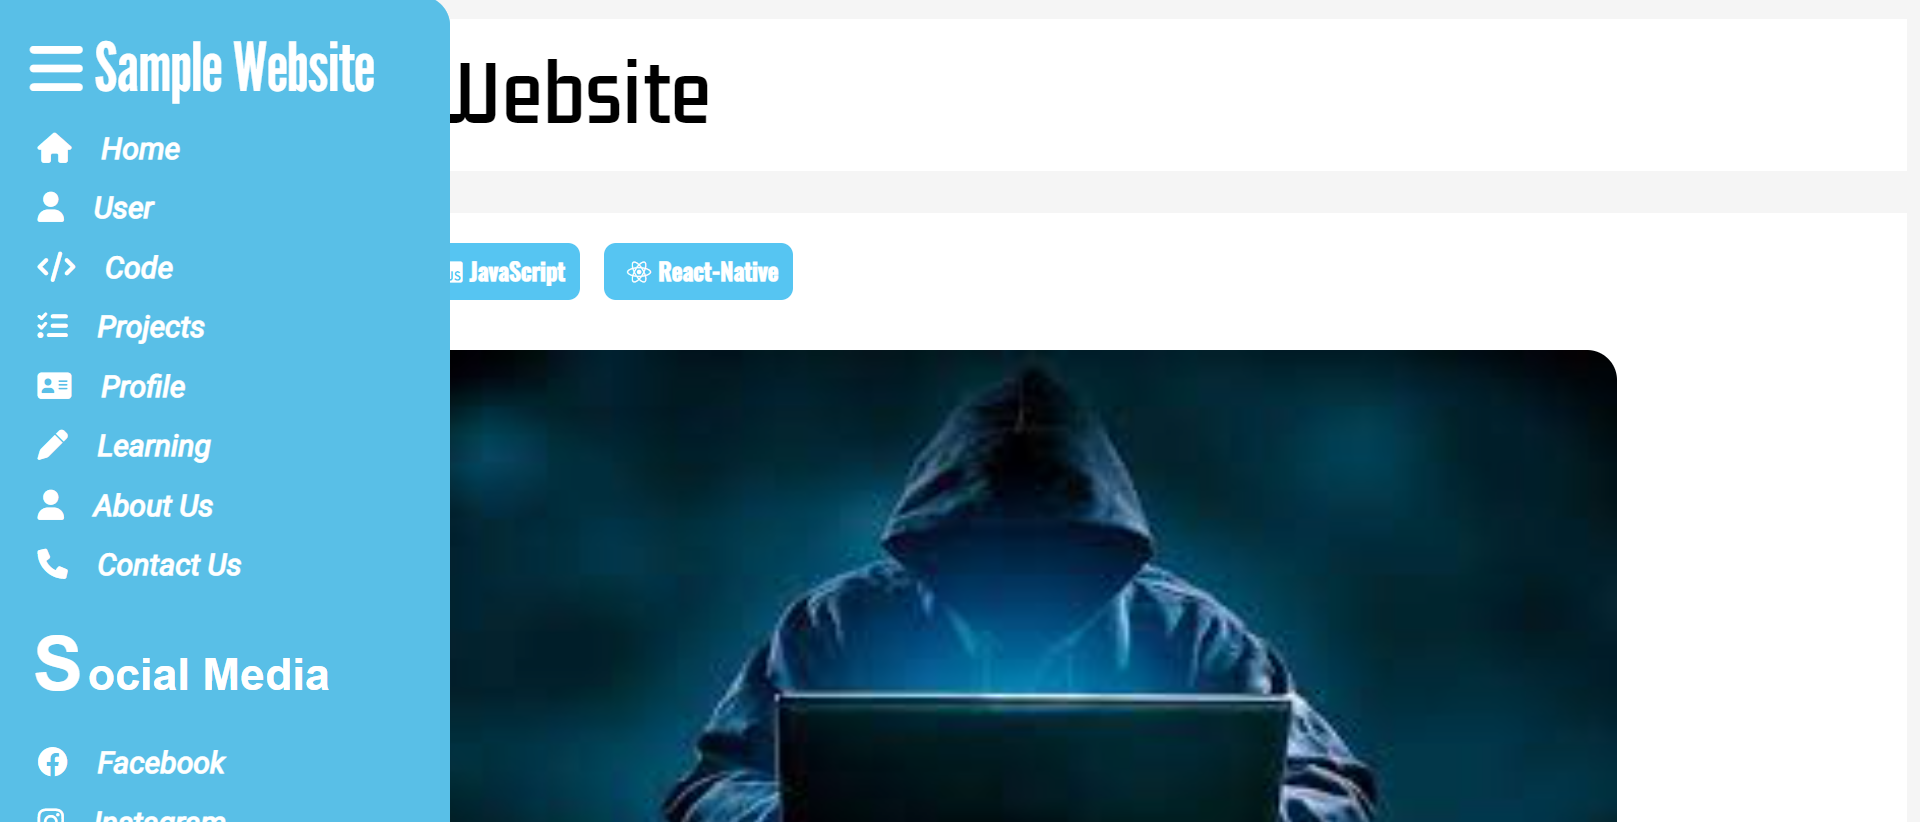 Sample Website
Home
User
Code
Projects
Profile
Learning
About Us
Contact Us
Social Media
Facebook
Instagram
Website
JS JavaScript
React-Native